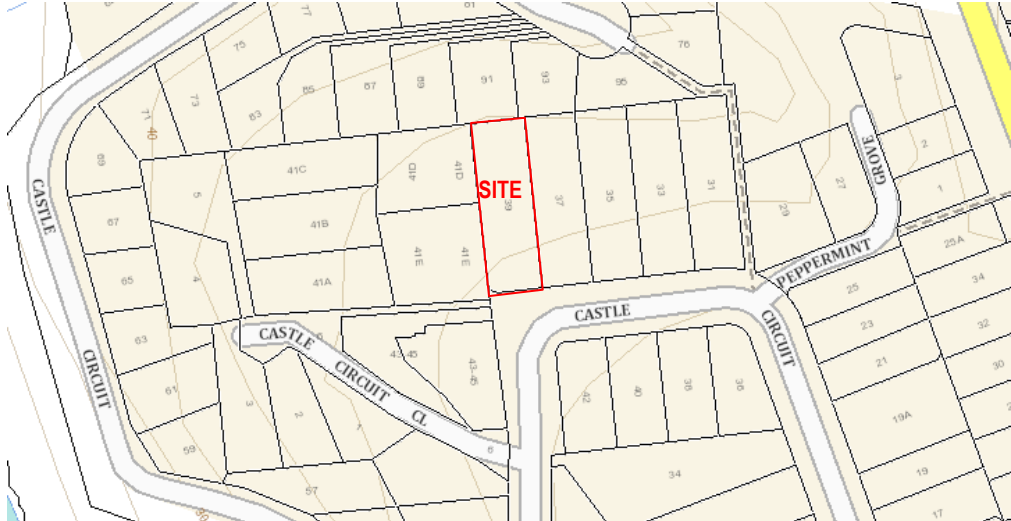 77
75
76
73
83
85
87
89
91
93
95
71
40
69
3
2
1
GROVE
27
29
41C
41D
41D
SITE
39
37
35
33
31
5
CASTLE
67
41B
41E
41E
25A
PEPPERMINT
65
4
41A
25
34
CASTLE
CIRCUIT
23
32
63
CASTLE
CIRCUIT
CL
6
43-45
43-45
21
30
CIRCUIT
61
3
2
1
42
40
38
36
19A
59
6
34
19
57
17